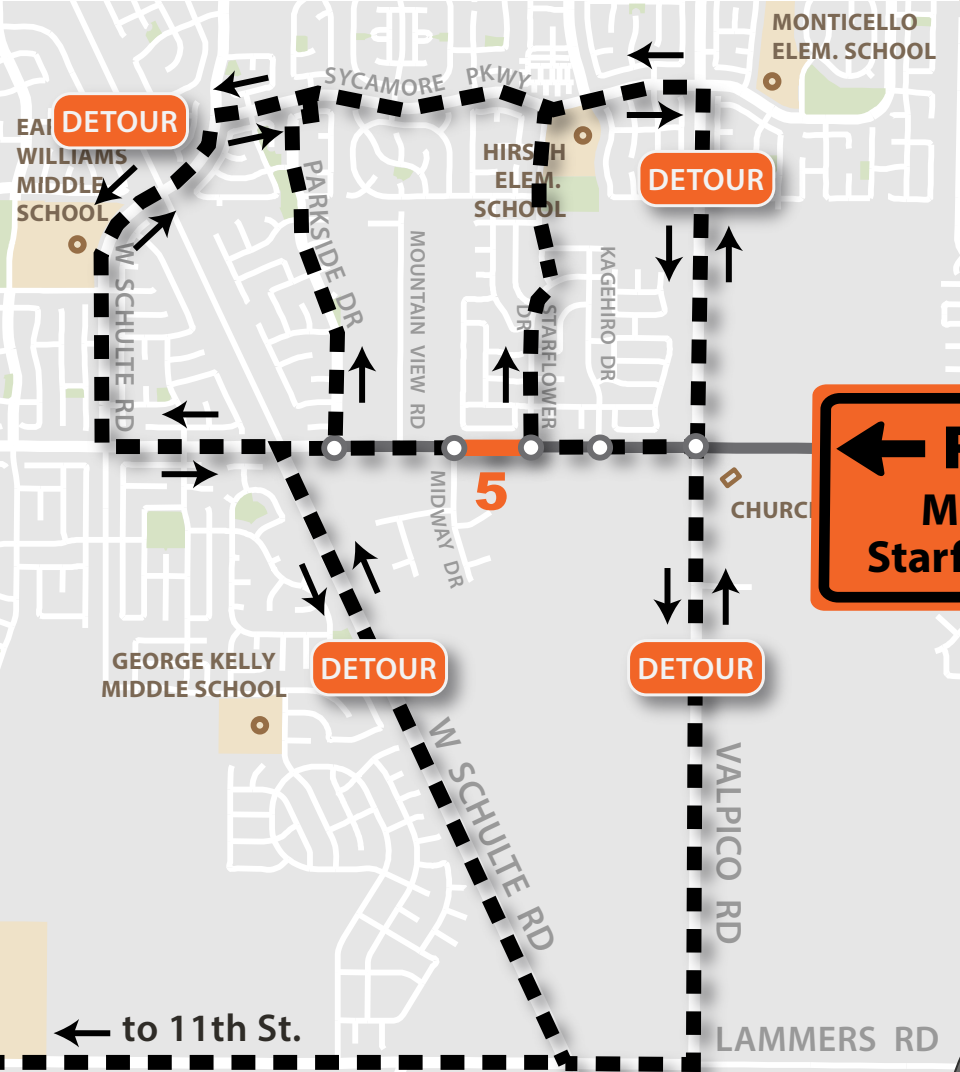 MONTICELLO
ELEM. SCHOOL
SYCAMORE PKWY
DETOUR
WILLIAMS
MIDDLE
SCHOOL
HIRSCH
ELEM.
SCHOOL
DETOUR
PARKSIDE DR
W SCHULTE RD
MOUNTAIN VIEW RD
STARFLOWER
DR
KAGEHIRO DR
5
MIDWAY DR
GEORGE KELLY
MIDDLE SCHOOL
DETOUR
DETOUR
W SCHULTE RD
VALPICO RD
to 11th St.
LAMMERS RD